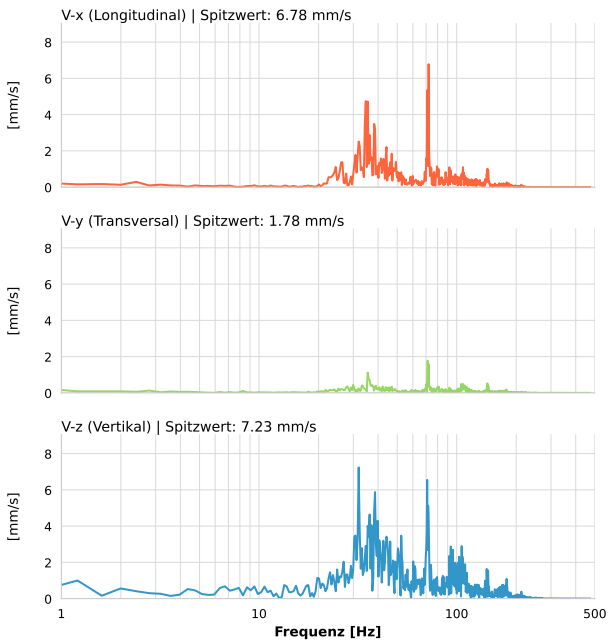 V-x (Longitudinal) | Spitzwert: 6.78 mm/s
[mm/s]
8
6
4
2
0
V-y (Transversal) | Spitzwert: 1.78 mm/s
[mm/s]
8
6
4
2
0
V-z (Vertikal) | Spitzwert: 7.23 mm/s
[mm/s]
8
6
4
2
0
1 10 100 500
Frequenz [Hz]